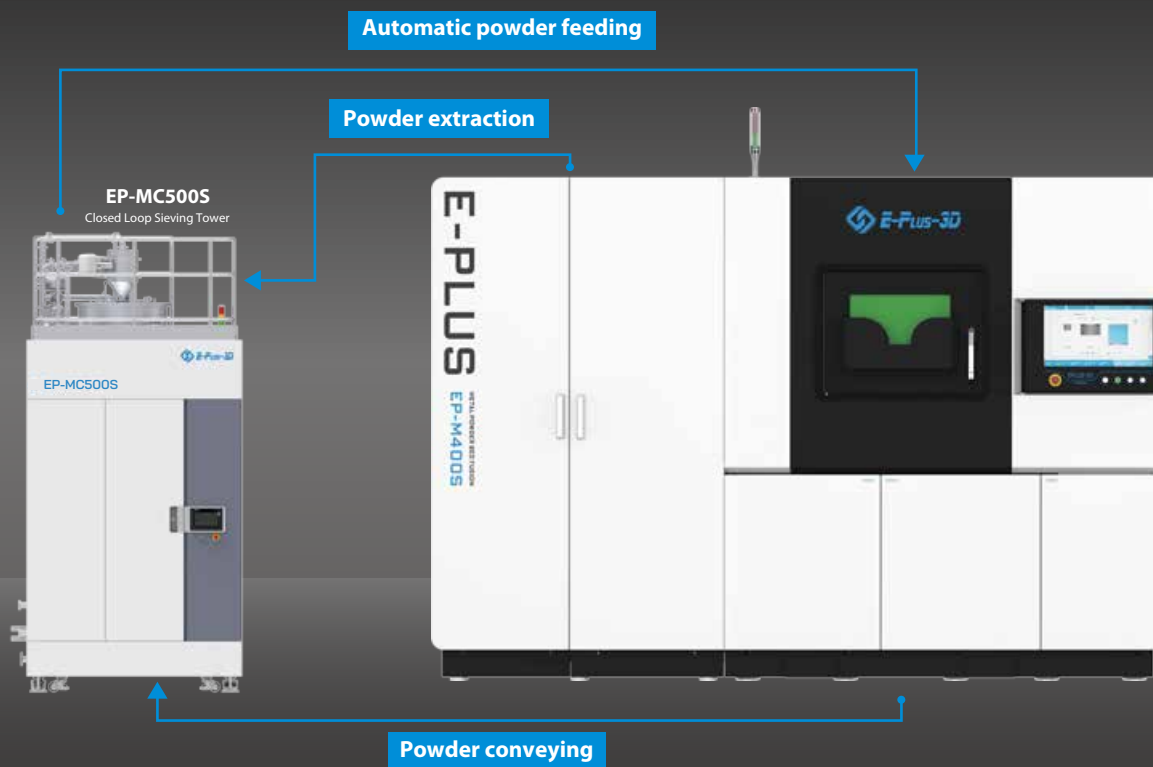 Automatic powder feeding
Powder extraction
EP-MC500S
Closed Loop Sieving Tower
E-PLUS-3D
EP-MC500S
E-PLUS
EP-M400S
METAL POWDER BED FUSION
E-PLUS-3D
Powder conveying